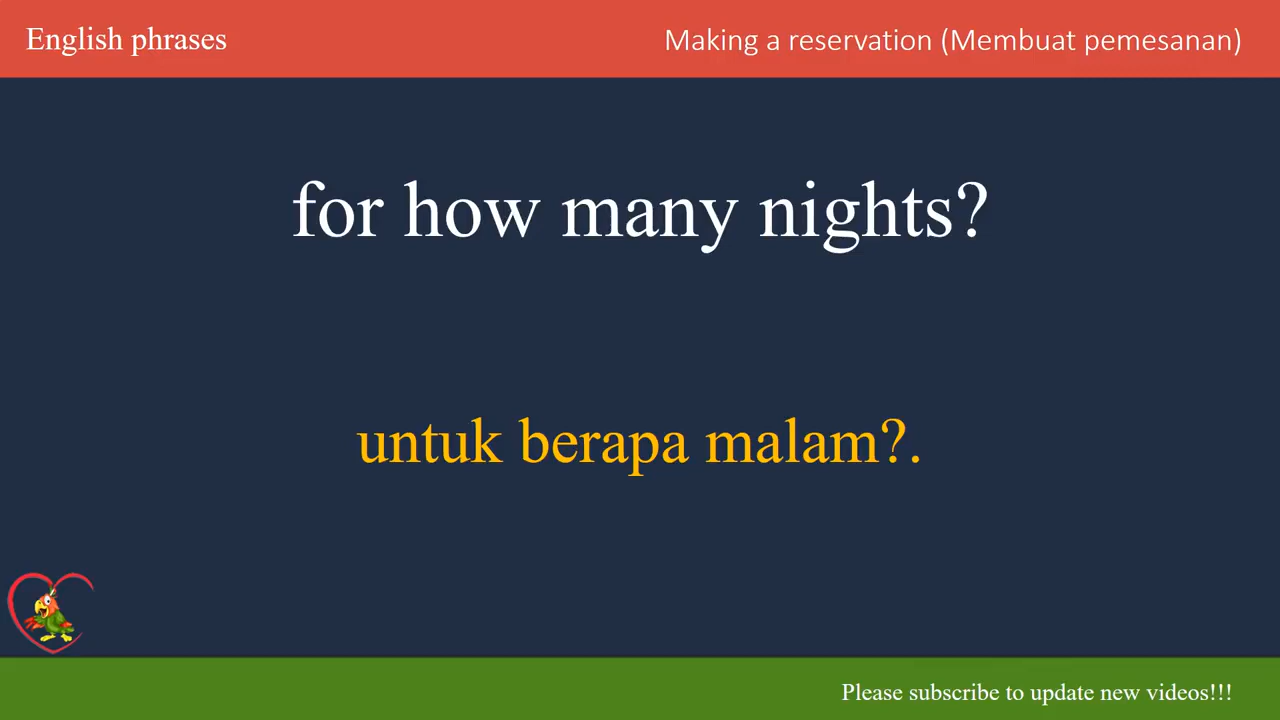 English phrases
Making a reservation (Membuat pemesanan)
for how many nights?
untuk berapa malam?.
Please subscribe to update new videos!!!